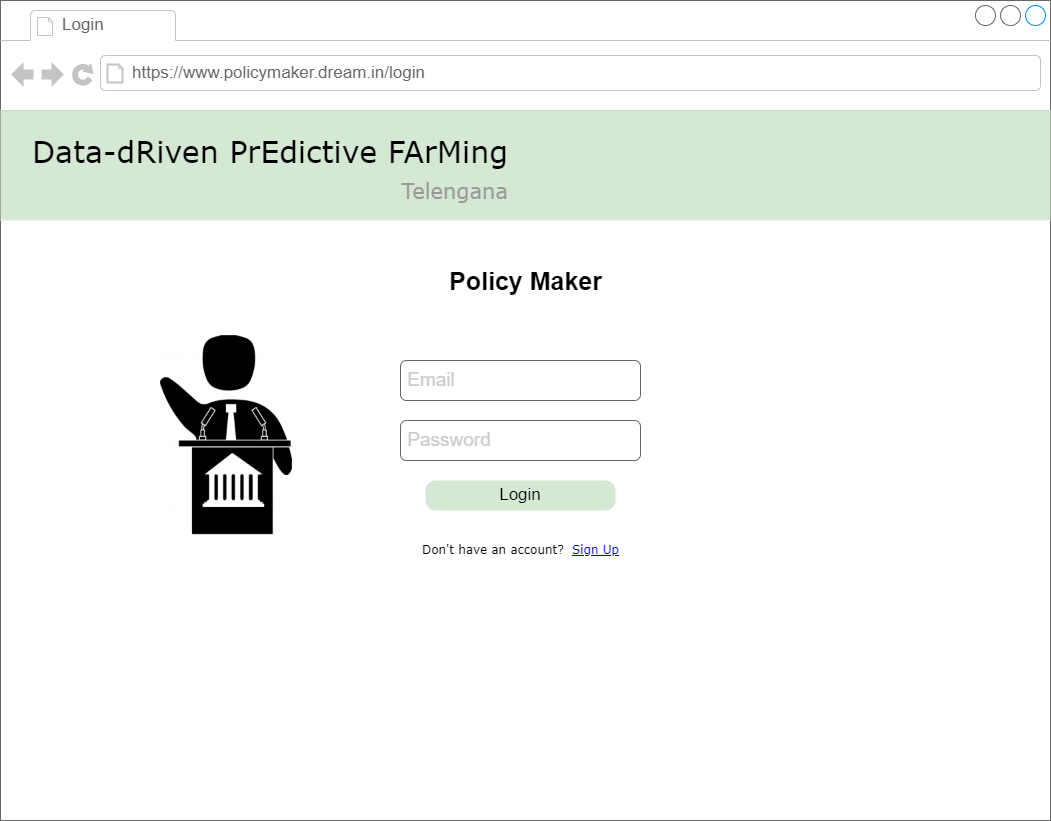 Login
https://www.policymaker.dream.in/login
Data-dRiven PrEdictive FArMing
Telengana
Policy Maker
Email
Password
Login
Don't have an account? Sign Up